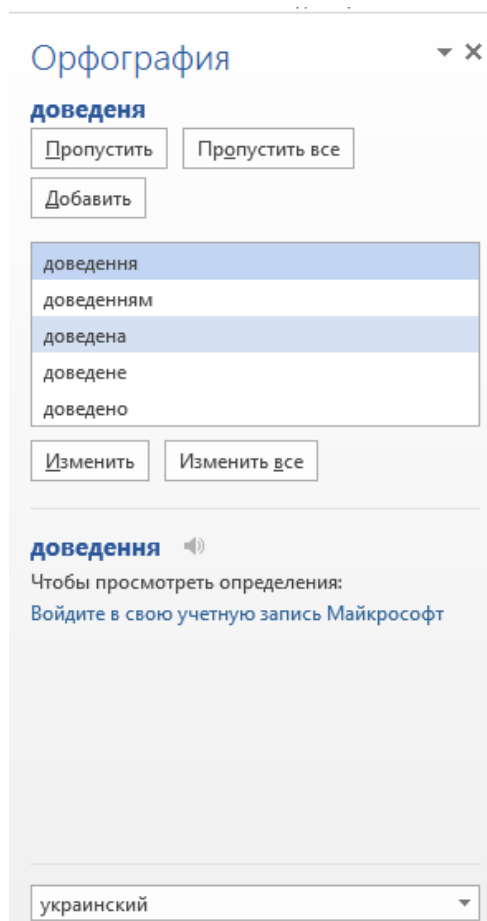 Орфография
доведеня
Пропустить Пропустить все
Добавить
доведення
доведенням
доведена
доведене
доведено
Изменить Изменить все
доведення
Чтобы просмотреть определения:
Войдите в свою учетную запись Майкрософт
украинский